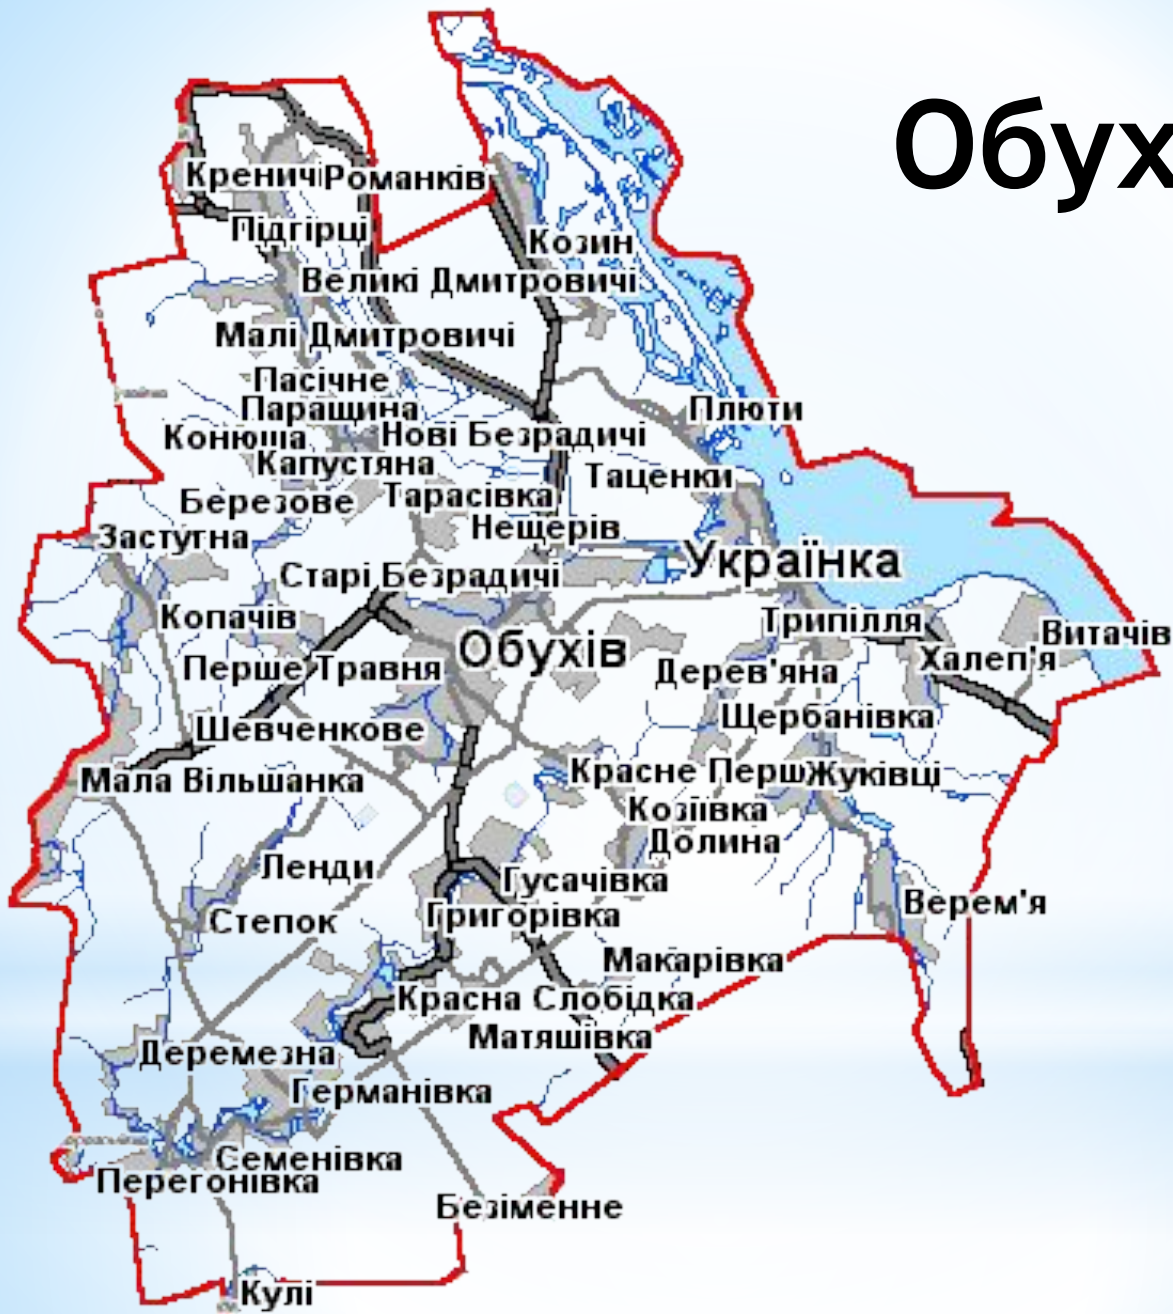 Обух
Креничі
Романків
Підгірці
Козин
Великі Дмитровичі
Малі Дмитровичі
Пасічне
Паращина
Плюти
Конюша
Нові Безрадичі
Капустяна
Таценки
Березове
Тарасівка
Нещерів
Застугна
Українка
Старі Безрадичі
Копачів
Трипілля
Витачів
Обухів
Халеп'я
Перше Травня
Дерев'яна
Щербанівка
Шевченкове
Красне Перш
Жуківці
Мала Вільшанка
Козіївка
Долина
Ленди
Гусачівка
Верем'я
Степок
Григорівка
Макарівка
Красна Слобідка
Матяшівка
Деремезна
Германівка
Семенівка
Перегонівка
Безіменне
Кулі